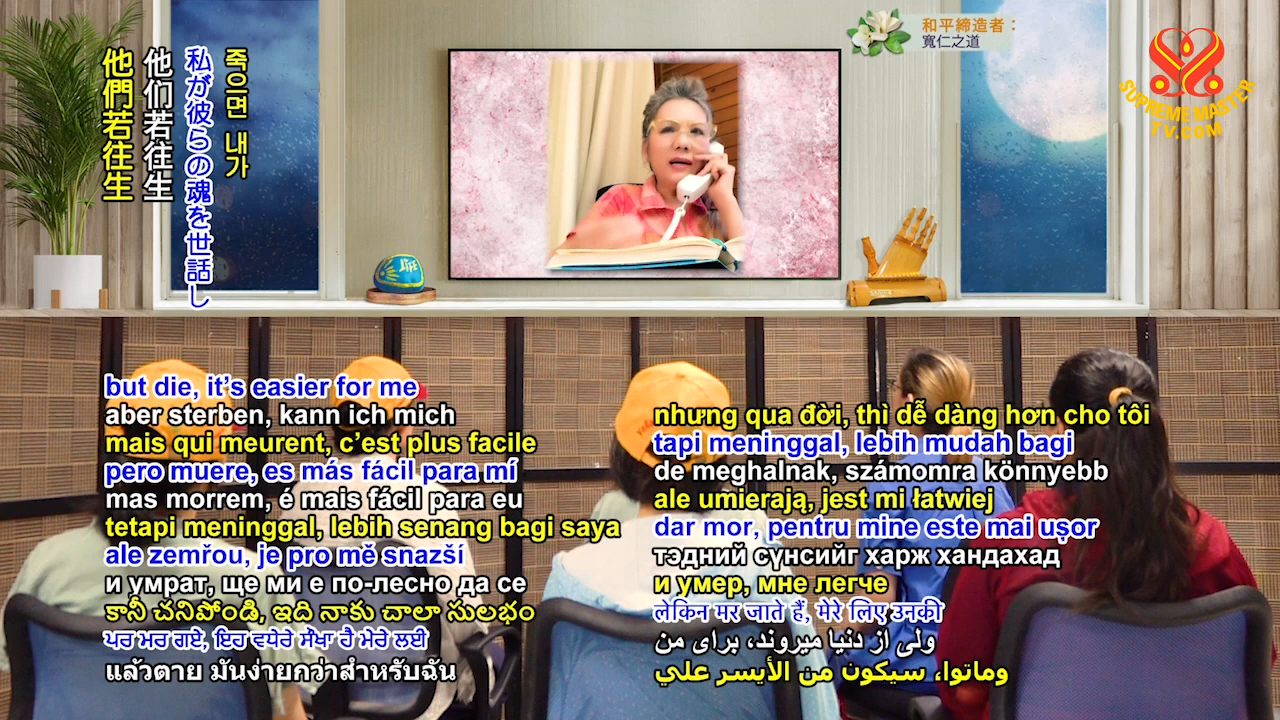 和平締造者：
寬仁之道
SUPREME MASTER
TV.COM
죽으면 내가
私が彼らの魂を世話し
他们若往生
他們若往生
LIFE
but die, it’s easier for me
aber sterben, kann ich mich
mais qui meurent, c’est plus facile
pero muere, es más fácil para mí
mas morrem, é mais fácil para eu
tetapi meninggal, lebih senang bagi saya
ale zemřou, je pro mě snazší
и умрат, ще ми е по-лесно да се
కానీ చనిపోండి, ఇది నాకు చాలా సులభం
ਪਰ ਮਰ ਗਏ, ਇਹ ਵਧੇਰੇ ਸੌਖਾ ਹੈ ਮੇਰੇ ਲਈ
แล้วตาย มันง่ายกว่าสำหรับฉัน
nhưng qua đời, thì dễ dàng hơn cho tôi
tapi meninggal, lebih mudah bagi
de meghalnak, számomra könnyebb
ale umierają, jest mi łatwiej
dar mor, pentru mine este mai ușor
тэдний сүнсийг харж хандахад
и умер, мне легче
लेकिन मर जाते हैं, मेरे लिए उनकी
ولی از دنیا میروند، برای من
وماتوا، سيكون من الأيسر علي